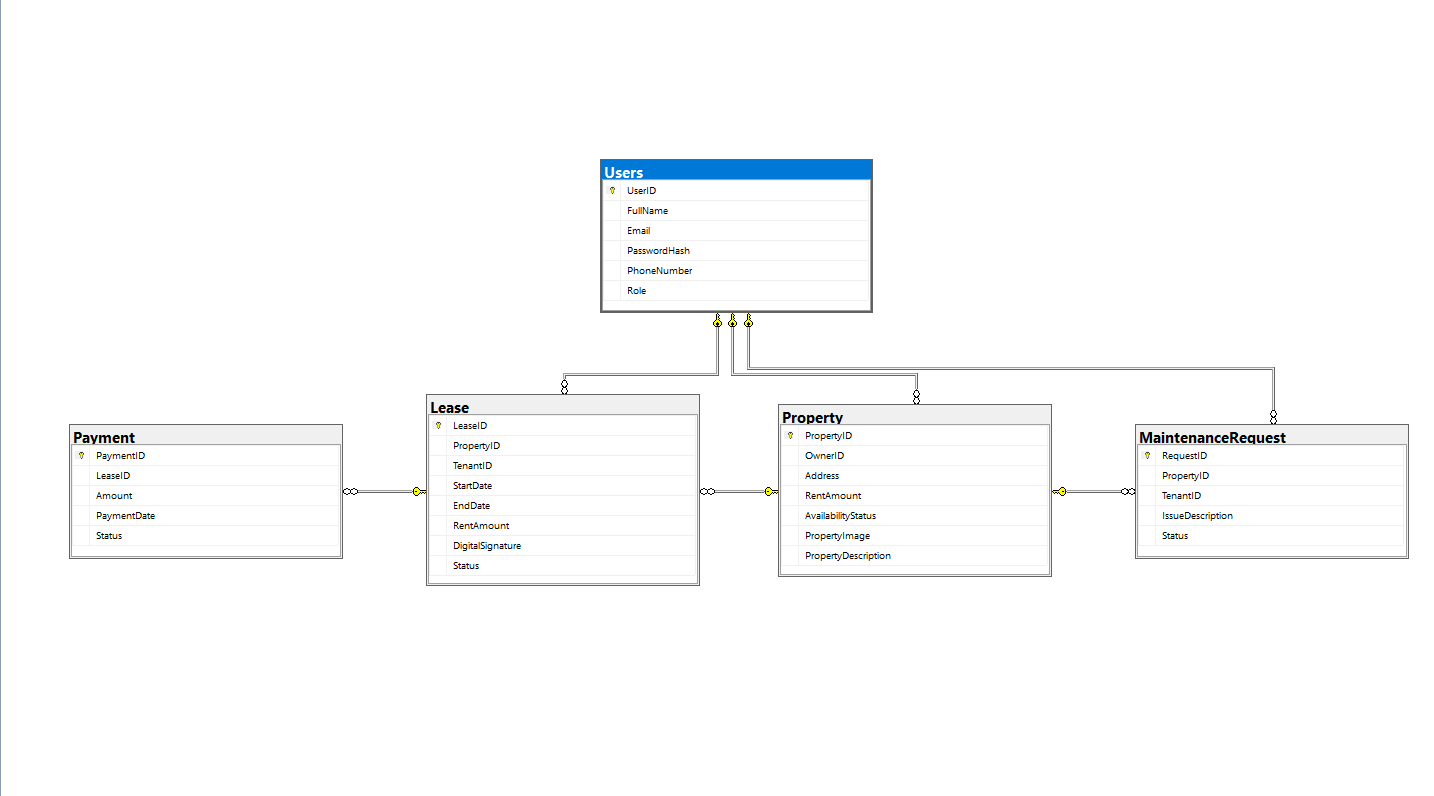 Users
UserID
FullName
Email
PasswordHash
PhoneNumber
Role
Payment
PaymentID
LeaseID
Amount
PaymentDate
Status
Lease
LeaseID
PropertyID
TenantID
StartDate
EndDate
RentAmount
DigitalSignature
Status
Property
PropertyID
OwnerID
Address
RentAmount
AvailabilityStatus
PropertyImage
PropertyDescription
MaintenanceRequest
RequestID
PropertyID
TenantID
IssueDescription
Status